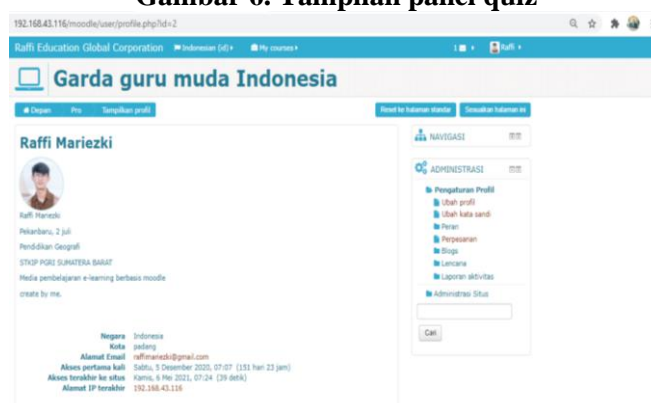 Gambar 6. Tampilan panel quiz
192.168.43.116/moodle/user/profile.php?id=2
Raffi Education Global Corporation Indonesian (id) My courses
1 Raffi
Garda guru muda Indonesia
Depan Pra Tampilkan profil
Reset ke halaman standar Sesuaikan halaman ini
Raffi Mariezki
Raffi Mariezki
Pekanbaru, 2 juli
Pendidikan Geografi
STKIP PGRI SUMATERA BARAT
Media pembelajaran e-learning berbasis moodle
create by me.
Negara Indonesia
Kota padang
Alamat Email raffimariezki@gmail.com
Akses pertama kali Sabtu, 5 Desember 2020, 07:07 (151 hari 23 jam)
Akses terakhir ke situs Kamis, 6 Mei 2021, 07:24 (39 detik)
Alamat IP terakhir 192.168.43.116
NAVIGASI
ADMINISTRASI
Pengaturan Profil
Ubah profil
Ubah kata sandi
Peran
Perpesanan
Blogs
Lencana
Laporan aktivitas
Administrasi Situs
Cari